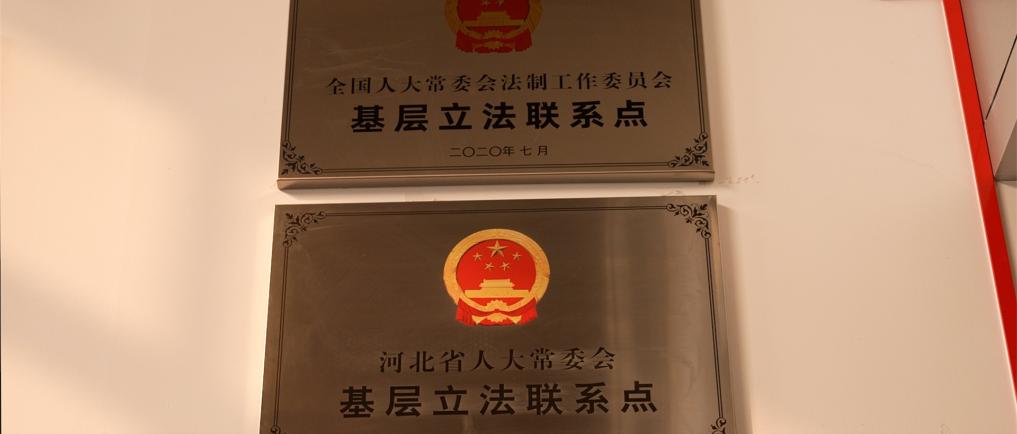 全国人大常委会法制工作委员会
基层立法联系点
二〇二〇年七月
河北省人大常委会
基层立法联系点